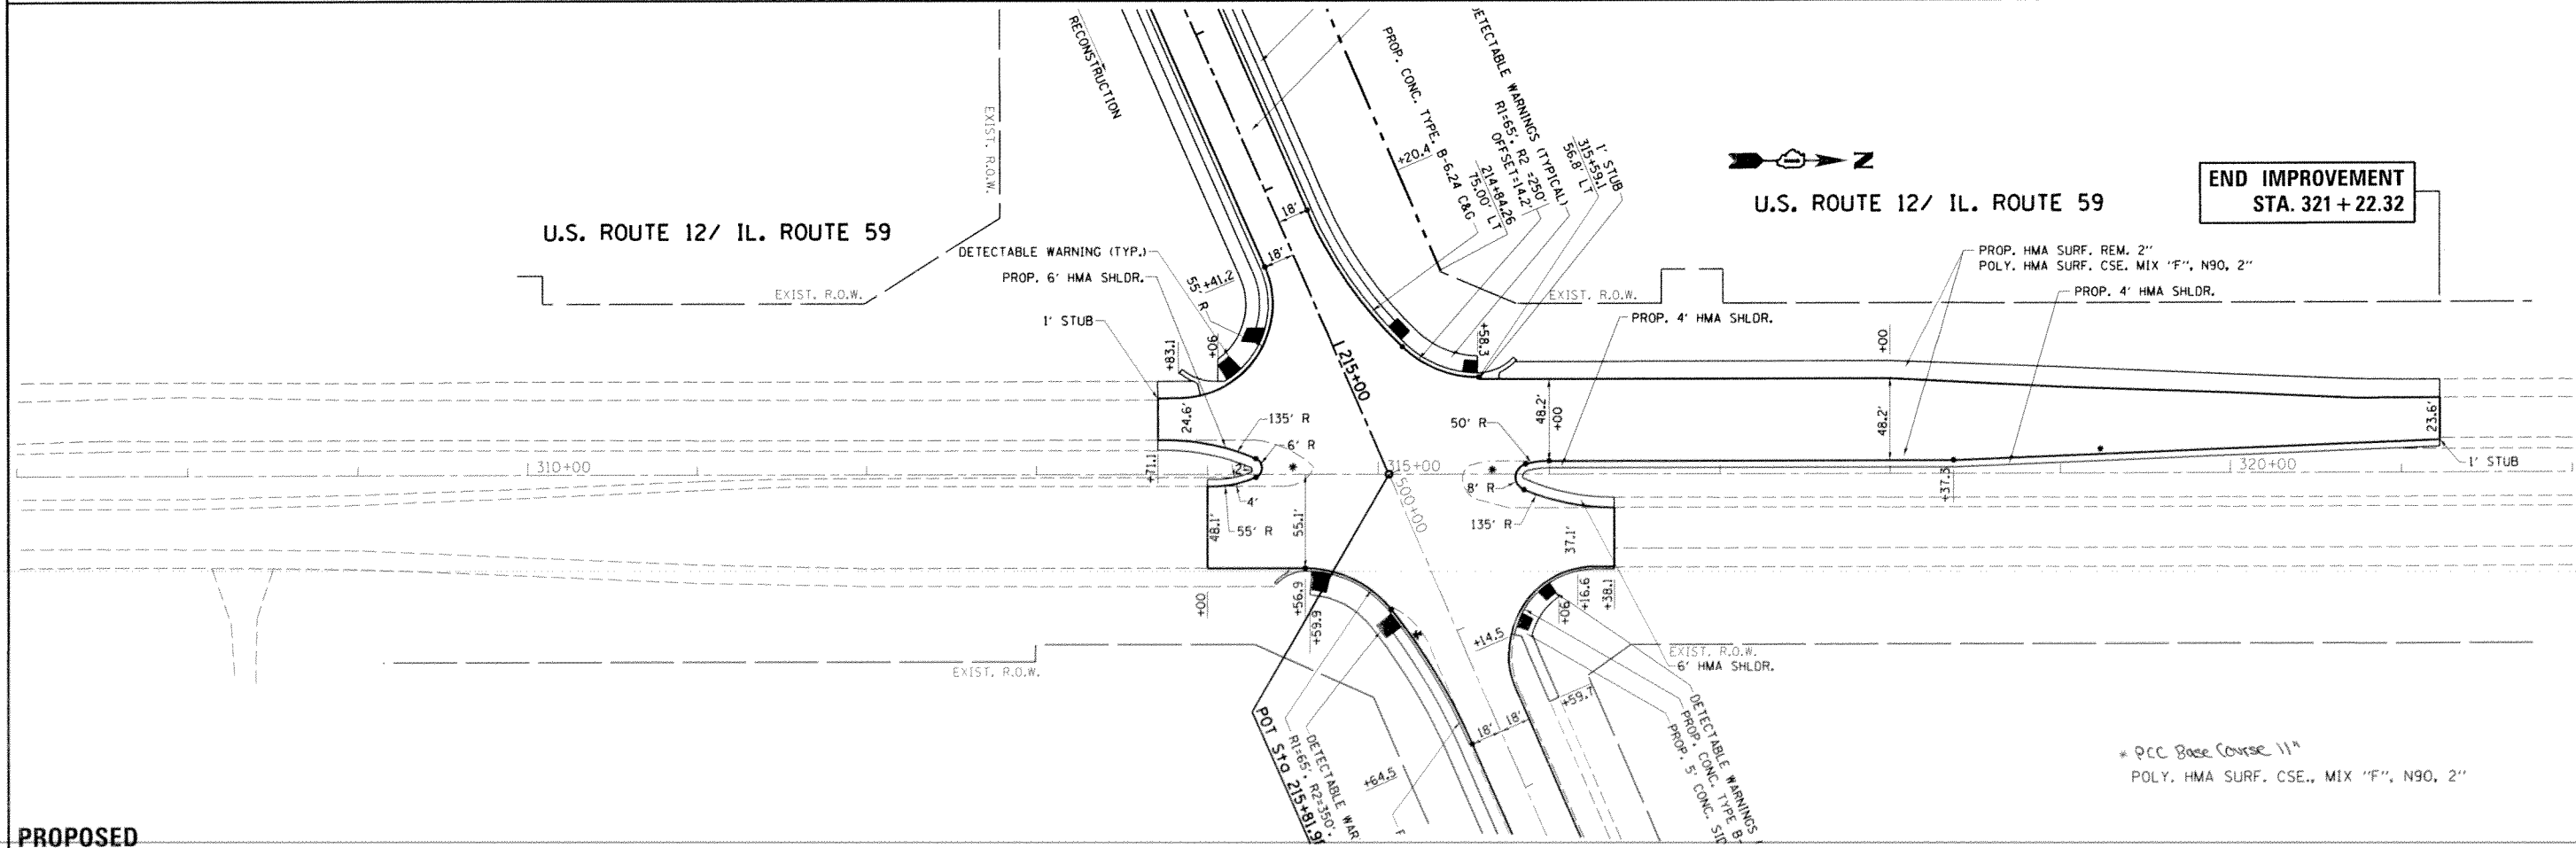 RECONSTRUCTION
EXIST. R.O.W.
U.S. ROUTE 12/ IL. ROUTE 59
DETECTABLE WARNING (TYP.)
PROP. 6' HMA SHLDR.
EXIST. R.O.W.
1' STUB
+83.1
+06
55' R
+41.2
18'
18'
PROP. CONC. TYPE. B-6.24 C&G
+20.4
DETECTABLE WARNINGS (TYPICAL)
R1=65', R2 =250'
OFFSET=14.2'
214+84.26
75.00' LT
1' STUB
315+59.1
56.8' LT
N
U.S. ROUTE 12/ IL. ROUTE 59
END IMPROVEMENT
STA. 321 + 22.32
PROP. HMA SURF. REM. 2"
POLY. HMA SURF. CSE. MIX "F", N90, 2"
PROP. 4' HMA SHLDR.
EXIST. R.O.W.
PROP. 4' HMA SHLDR.
+58.3
+00
215+00
24.6'
135' R
6' R
50' R
48.2'
+00
48.2'
23.6'
+71.1
310+00
2'
*
315+00
*
*
320+00
1' STUB
+37.3
8' R
4'
500+00
48.1'
55' R
55.1'
135' R
37.1'
+00
+56.9
+59.9
+06
+16.6
+38.1
*
+14.5
EXIST. R.O.W.
EXIST. R.O.W.
6' HMA SHLDR.
+59.7
18'
18'
+64.5
POT Sta 215+81.9
R1=65', R2=350',
DETECTABLE WAR
DETECTABLE WARNINGS
PROP. CONC. TYPE B-
PROP. 5' CONC. SID
* PCC Base Course 11"
POLY. HMA SURF. CSE., MIX "F", N90, 2"
PROPOSED